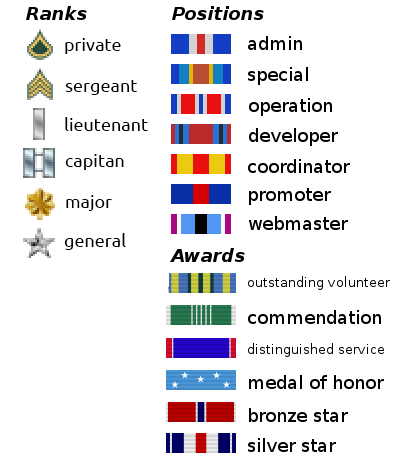 Ranks
private
sergeant
lieutenant
capitan
major
general
Positions
admin
special
operation
developer
coordinator
promoter
webmaster
Awards
outstanding volunteer
commendation
distinguished service
medal of honor
bronze star
silver star